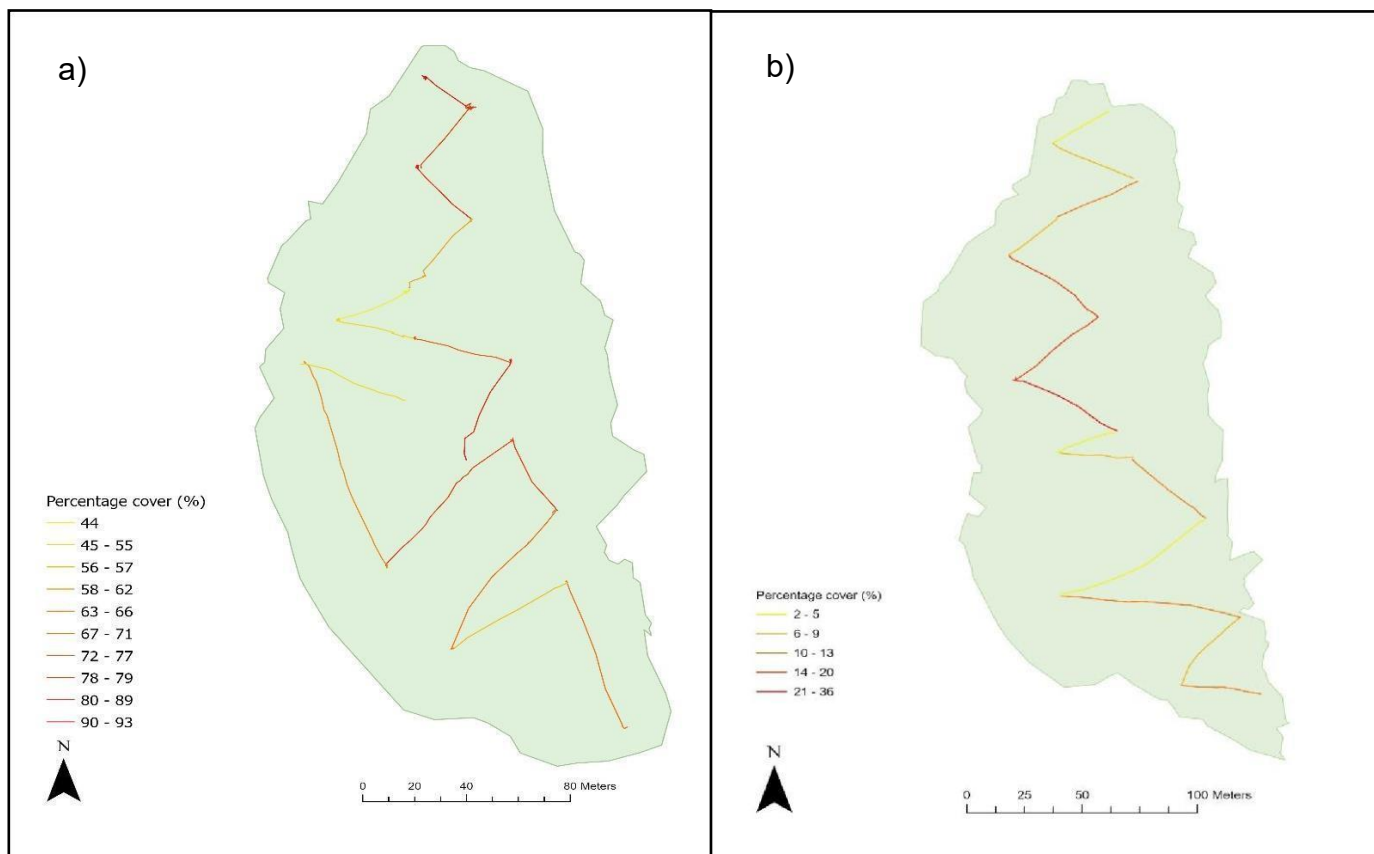 a)
Percentage cover (%)
44
45 - 55
56 - 57
58 - 62
63 - 66
67 - 71
72 - 77
78 - 79
80 - 89
90 - 93
N
0 20 40 80 Meters
b)
Percentage cover (%)
2 - 5
6 - 9
10 - 13
14 - 20
21 - 36
N
0 25 50 100 Meters